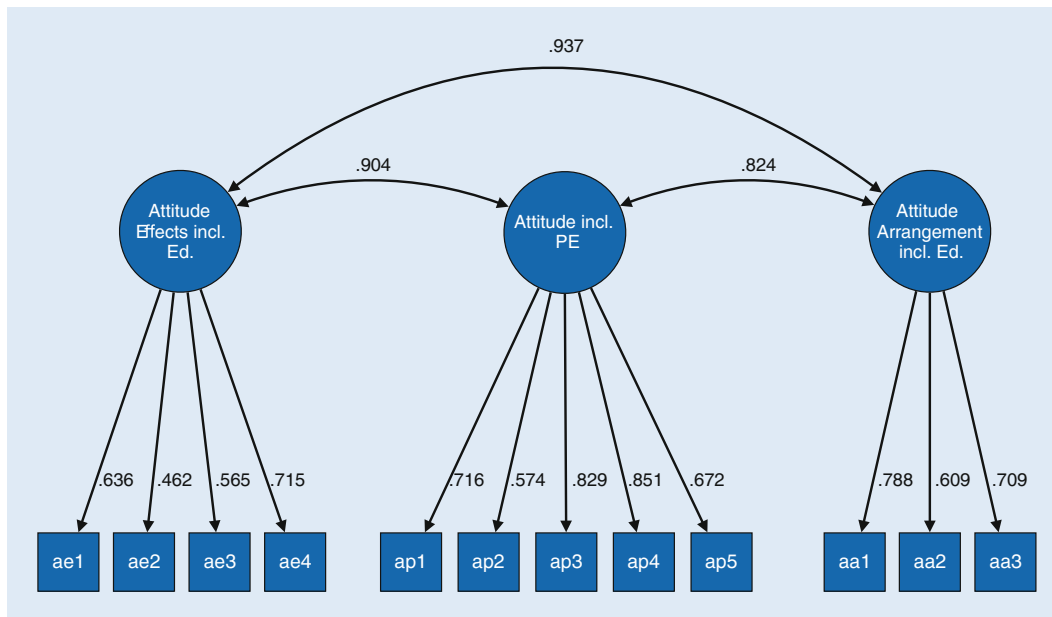 .937
.904
.824
Attitude
Effects incl.
Ed.
Attitude incl.
PE
Attitude
Arrangement
incl. Ed.
.636 .462 .565 .715 .716 .574 .829 .851 .672 .788 .609 .709
ae1 ae2 ae3 ae4 ap1 ap2 ap3 ap4 ap5 aa1 aa2 aa3